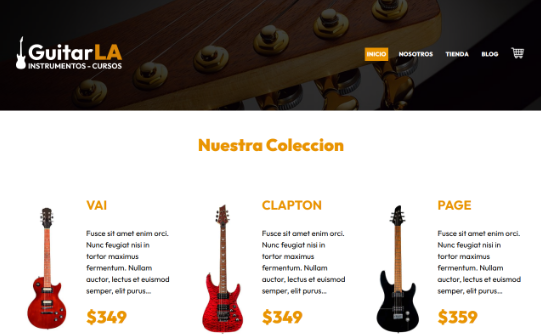 GuitarLA
INSTRUMENTOS - CURSOS
INICIO NOSOTROS TIENDA BLOG
Nuestra Coleccion
VAI
Fusce sit amet enim orci.
Nunc feugiat nisi in
tortor maximus
fermentum. Nullam
auctor, lectus et euismod
semper, elit purus...
$349
CLAPTON
Fusce sit amet enim orci.
Nunc feugiat nisi in
tortor maximus
fermentum. Nullam
auctor, lectus et euismod
semper, elit purus...
$349
PAGE
Fusce sit amet enim orci.
Nunc feugiat nisi in
tortor maximus
fermentum. Nullam
auctor, lectus et euismod
semper, elit purus...
$359